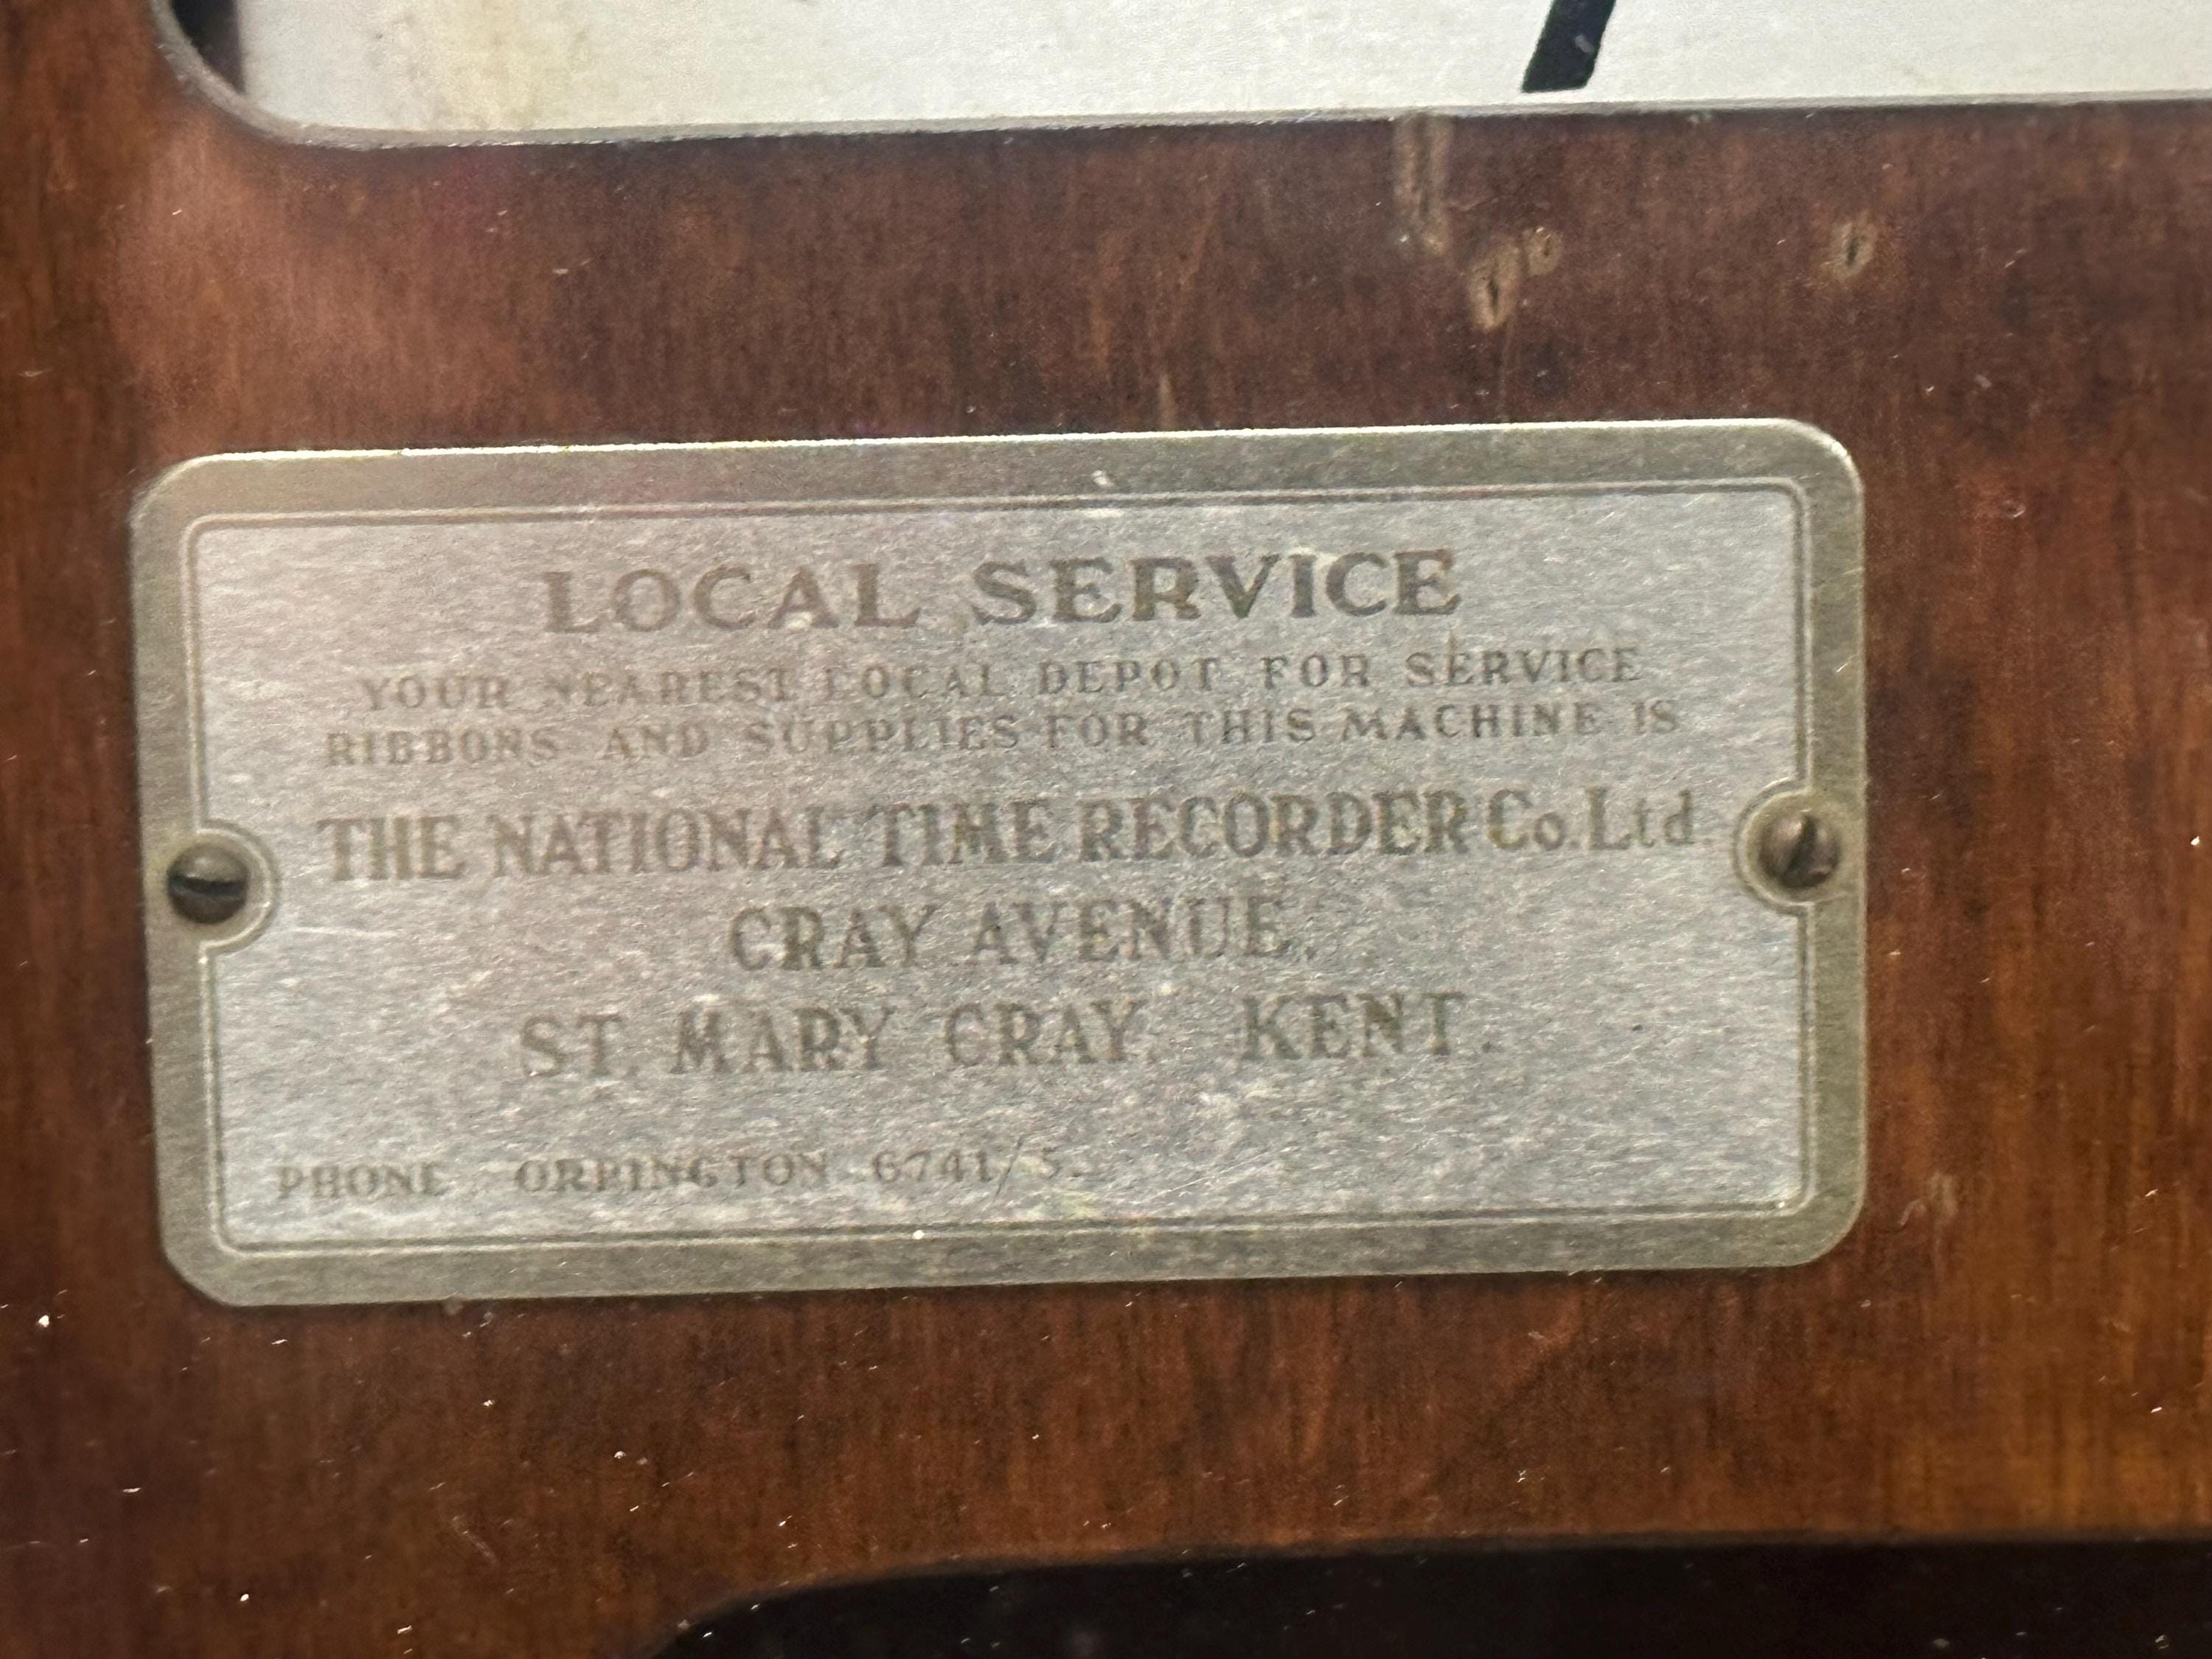 LOCAL SERVICE
YOUR NEAREST LOCAL DEPOT FOR SERVICE
RIBBONS AND SUPPLIES FOR THIS MACHINE IS
THE NATIONAL TIME RECORDER Co. Ltd.
CRAY AVENUE.
ST. MARY CRAY. KENT.
PHONE ORPINGTON 6741/5.